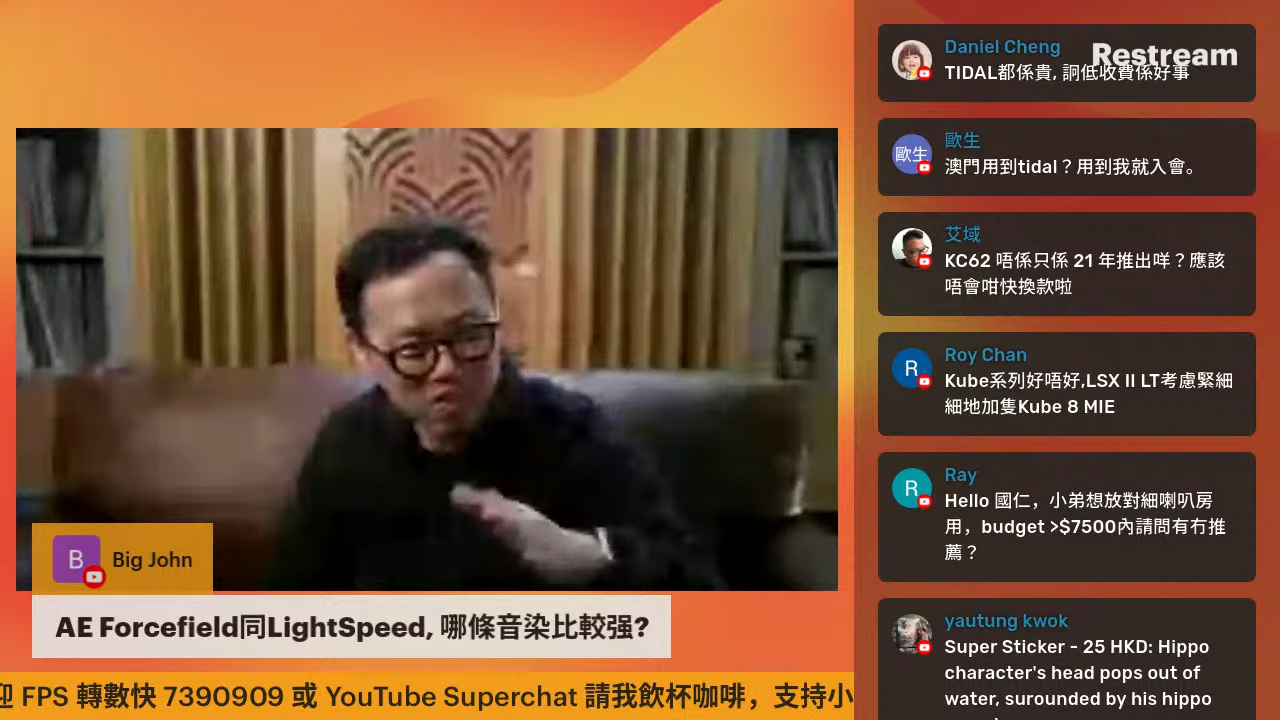 Restream
Daniel Cheng
TIDAL都係貴, 訶低收費係好事
歐生
歐生
澳門用到tidal？用到我就入會。
艾域
KC62 唔係只係 21 年推出咩？應該
唔會咁快換款啦
R
Roy Chan
Kube系列好唔好,LSX II LT考慮緊細
細地加隻Kube 8 MIE
R
Ray
Hello 國仁，小弟想放對細喇叭房
用，budget >$7500內請問有冇推
薦？
yautung kwok
Super Sticker - 25 HKD: Hippo
character's head pops out of
water, surounded by his hippo
B
Big John
AE Forcefield同LightSpeed, 哪條音染比較强?
迎 FPS 轉數快 7390909 或 YouTube Superchat 請我飲杯咖啡，支持小